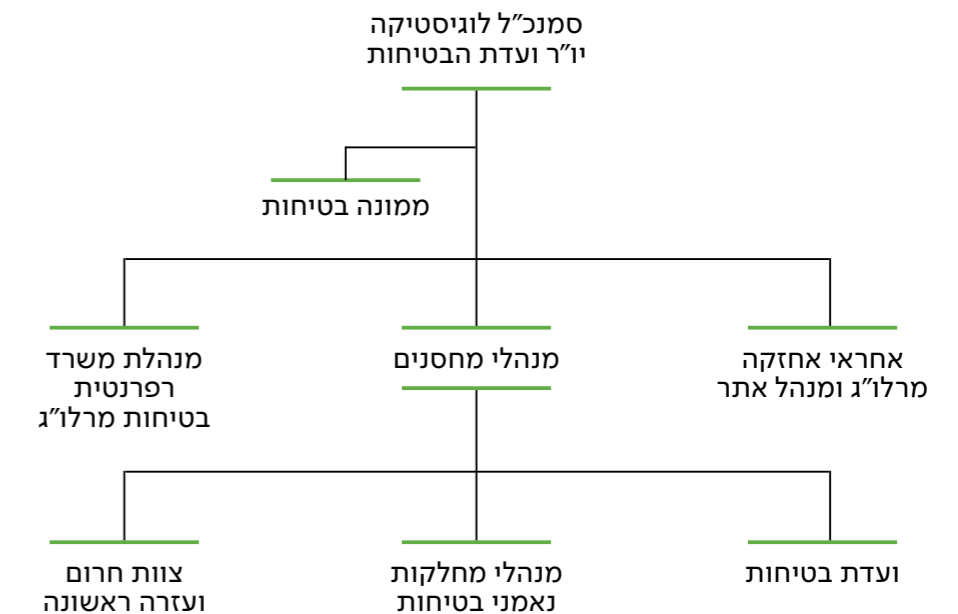 סמנכ״ל לוגיסטיקה
יו״ר ועדת הבטיחות
ממונה בטיחות
אחראי אחזקה
מרלו״ג ומנהל אתר
מנהלי מחסנים
מנהלת משרד
רפרנטית
בטיחות מרלו״ג
ועדת בטיחות
מנהלי מחלקות
נאמני בטיחות
צוות חרום
ועזרה ראשונה